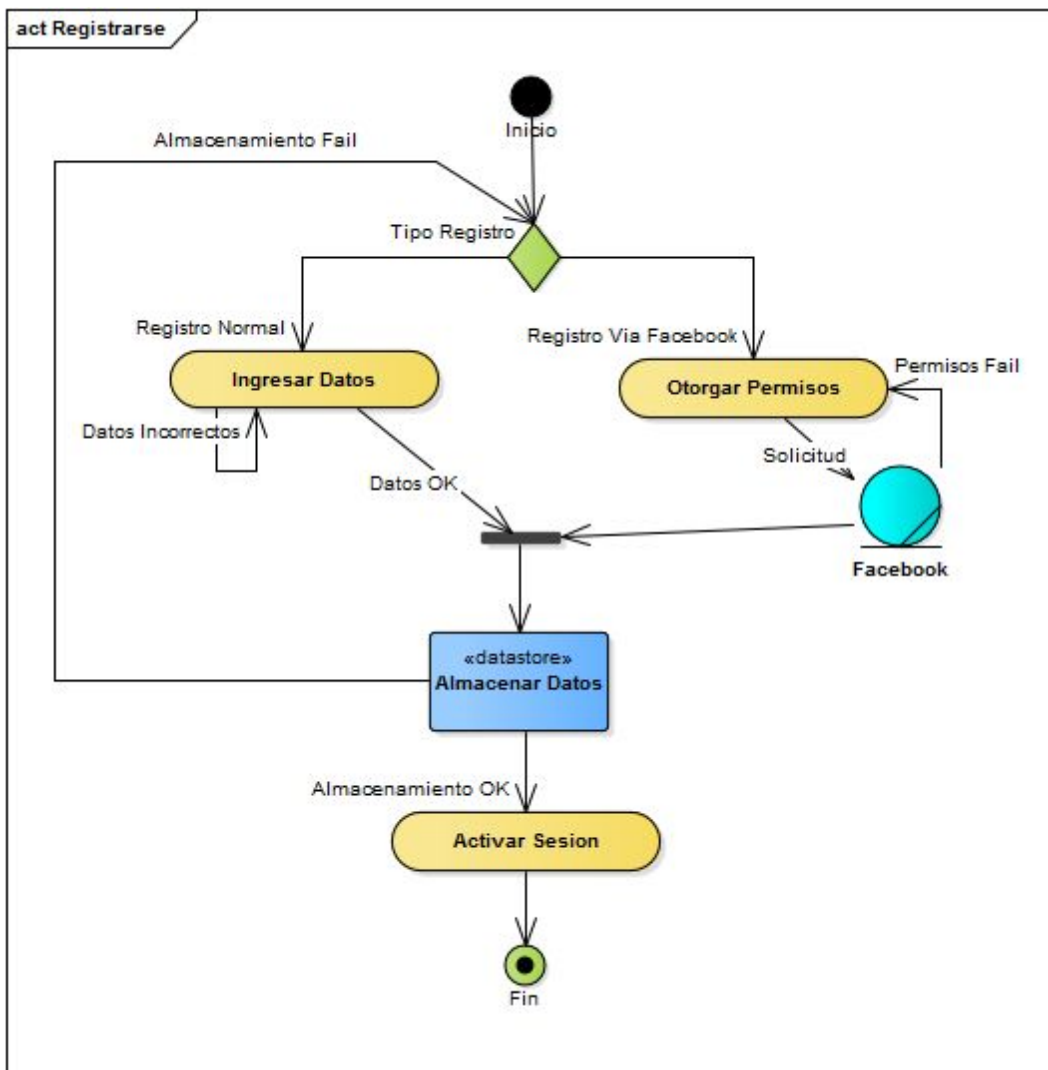 act Registrarse
Inicio
Almacenamiento Fail
Tipo Registro
Registro Normal
Registro Via Facebook
Permisos Fail
Ingresar Datos
Otorgar Permisos
Datos Incorrectos
Solicitud
Datos OK
Facebook
«datastore»
Almacenar Datos
Almacenamiento OK
Activar Sesion
Fin